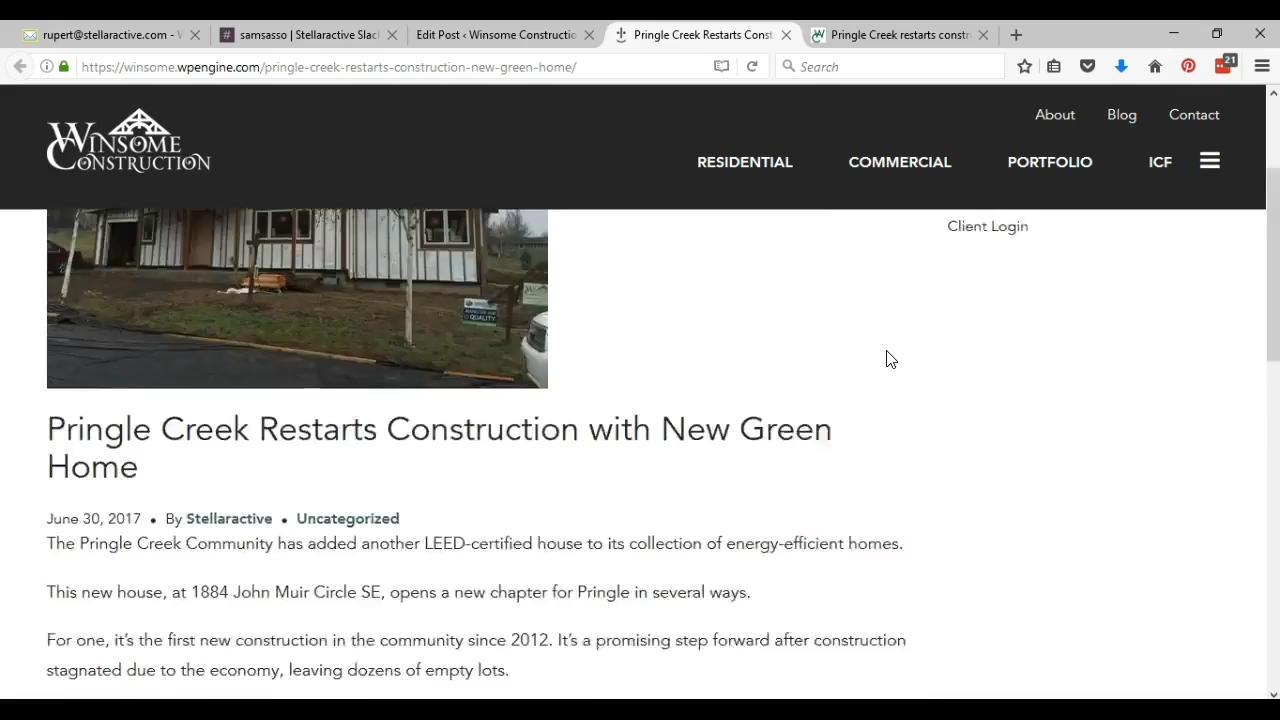 rupert@stellaractive.com - W
samsasso | Stellaractive Slac
Edit Post ‹ Winsome Constructio
Pringle Creek Restarts Const
Pringle Creek restarts constr
https://winsome.wpengine.com/pringle-creek-restarts-construction-new-green-home/
Search
21
WINSOME
CONSTRUCTION
About
Blog
Contact
RESIDENTIAL
COMMERCIAL
PORTFOLIO
ICF
Client Login
QUALITY
Pringle Creek Restarts Construction with New Green
Home
June 30, 2017 • By Stellaractive • Uncategorized
The Pringle Creek Community has added another LEED-certified house to its collection of energy-efficient homes.
This new house, at 1884 John Muir Circle SE, opens a new chapter for Pringle in several ways.
For one, it’s the first new construction in the community since 2012. It’s a promising step forward after construction
stagnated due to the economy, leaving dozens of empty lots.